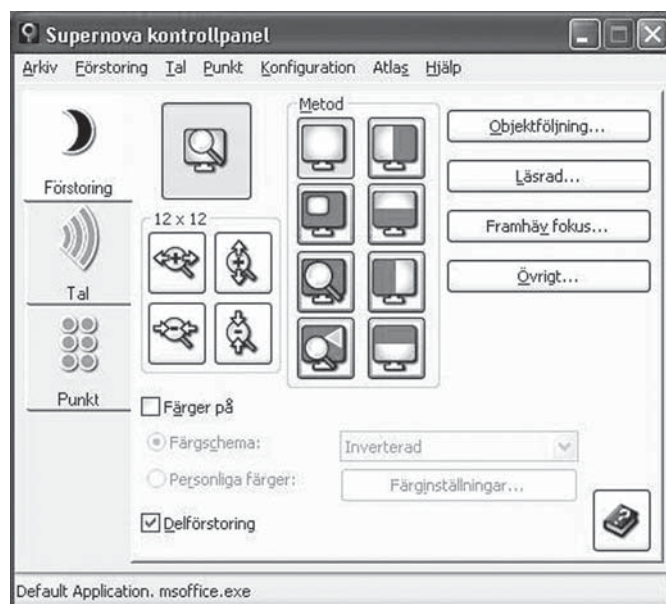 Supernova kontrollpanel
Arkiv Förstoring Tal Punkt Konfiguration Atlas Hjälp
Förstoring
Tal
Punkt
12 x 12
Metod
Objektföljning...
Läsrad...
Framhäv fokus...
Övrigt...
Färger på
Färgschema:
Inverterad
Personliga färger:
Färginställningar...
Delförstoring
Default Application. msoffice.exe